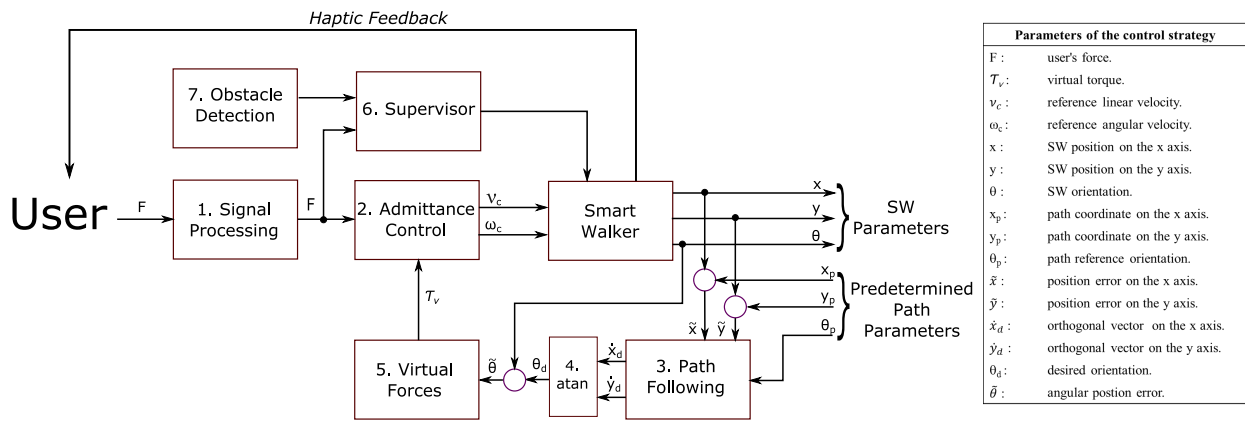 Haptic Feedback
7. Obstacle
Detection
6. Supervisor
User
F
1. Signal
Processing
F
2. Admittance
Control
ν_c
ω_c
Smart
Walker
x
y
θ
SW
Parameters
x_p
y_p
θ_p
Predetermined
Path
Parameters
𝒯_v
x̃
ỹ
5. Virtual
Forces
θ̃
θ_d
4.
atan
ẋ_d
ẏ_d
3. Path
Following
Parameters of the control strategy
F : user's force.
𝒯_v : virtual torque.
ν_c : reference linear velocity.
ω_c : reference angular velocity.
x : SW position on the x axis.
y : SW position on the y axis.
θ : SW orientation.
x_p : path coordinate on the x axis.
y_p : path coordinate on the y axis.
θ_p : path reference orientation.
x̃ : position error on the x axis.
ỹ : position error on the y axis.
ẋ_d : orthogonal vector on the x axis.
ẏ_d : orthogonal vector on the y axis.
θ_d : desired orientation.
θ̃ : angular postion error.